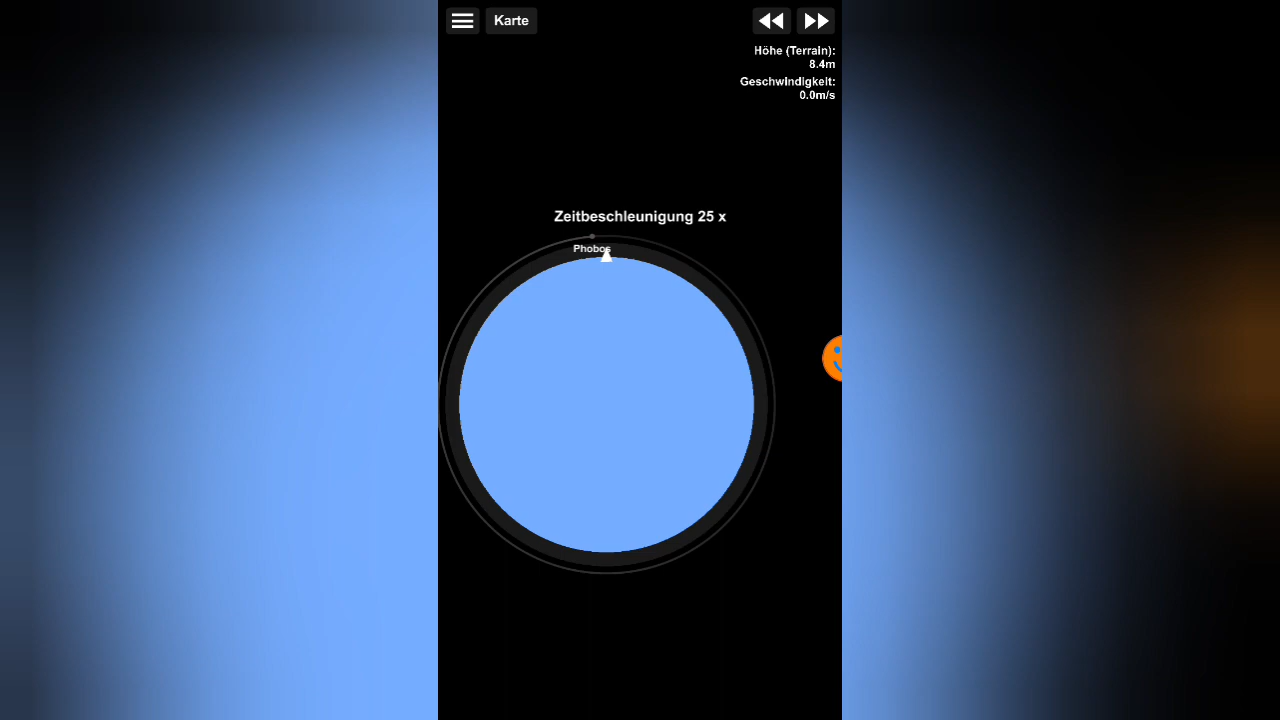 Karte
Höhe (Terrain):
8.4m
Geschwindigkeit:
0.0m/s
Zeitbeschleunigung 25 x
Phobos